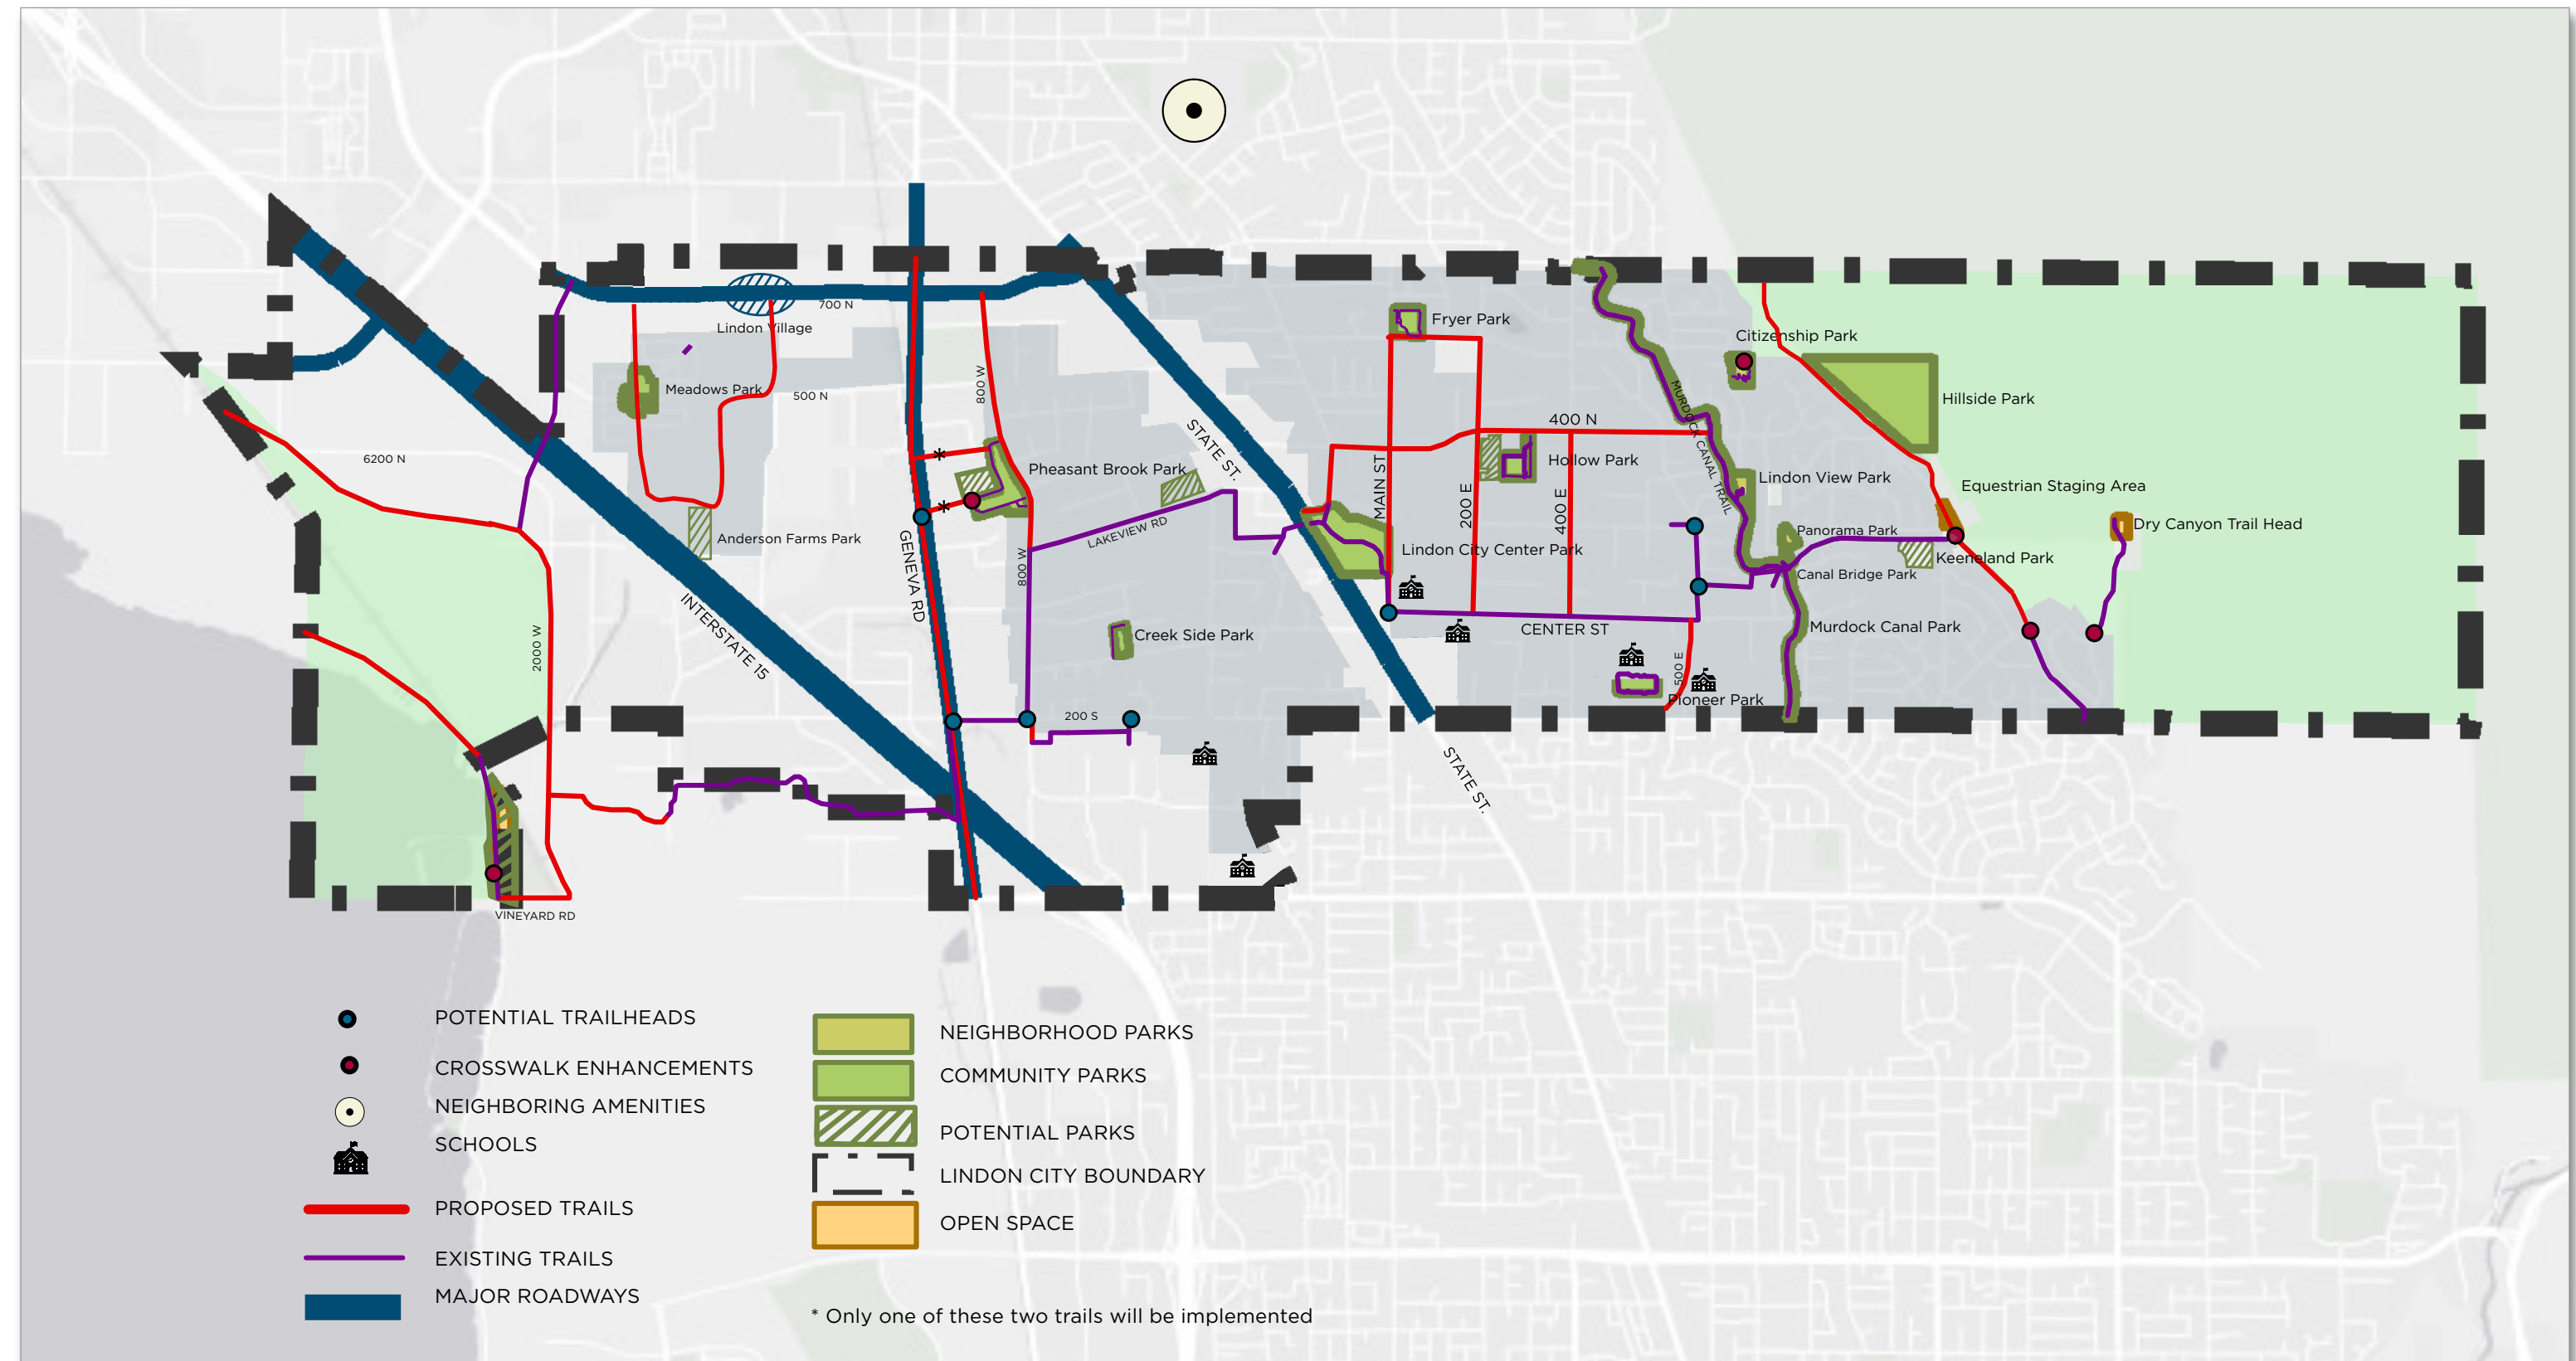 700 N
Lindon Village
Fryer Park
Citizenship Park
800 W
Meadows Park
500 N
Hillside Park
MURDOCK CANAL TRAIL
400 N
STATE ST.
6200 N
Pheasant Brook Park
Hollow Park
*
*
MAIN ST
200 E
400 E
Lindon View Park
Equestrian Staging Area
Dry Canyon Trail Head
LAKEVIEW RD
Anderson Farms Park
Panorama Park
Lindon City Center Park
Keeneland Park
GENEVA RD
800 W
Canal Bridge Park
INTERSTATE 15
2000 W
Creek Side Park
CENTER ST
Murdock Canal Park
500 E
Pioneer Park
200 S
STATE ST.
VINEYARD RD
POTENTIAL TRAILHEADS
CROSSWALK ENHANCEMENTS
NEIGHBORING AMENITIES
SCHOOLS
PROPOSED TRAILS
EXISTING TRAILS
MAJOR ROADWAYS
NEIGHBORHOOD PARKS
COMMUNITY PARKS
POTENTIAL PARKS
LINDON CITY BOUNDARY
OPEN SPACE
* Only one of these two trails will be implemented